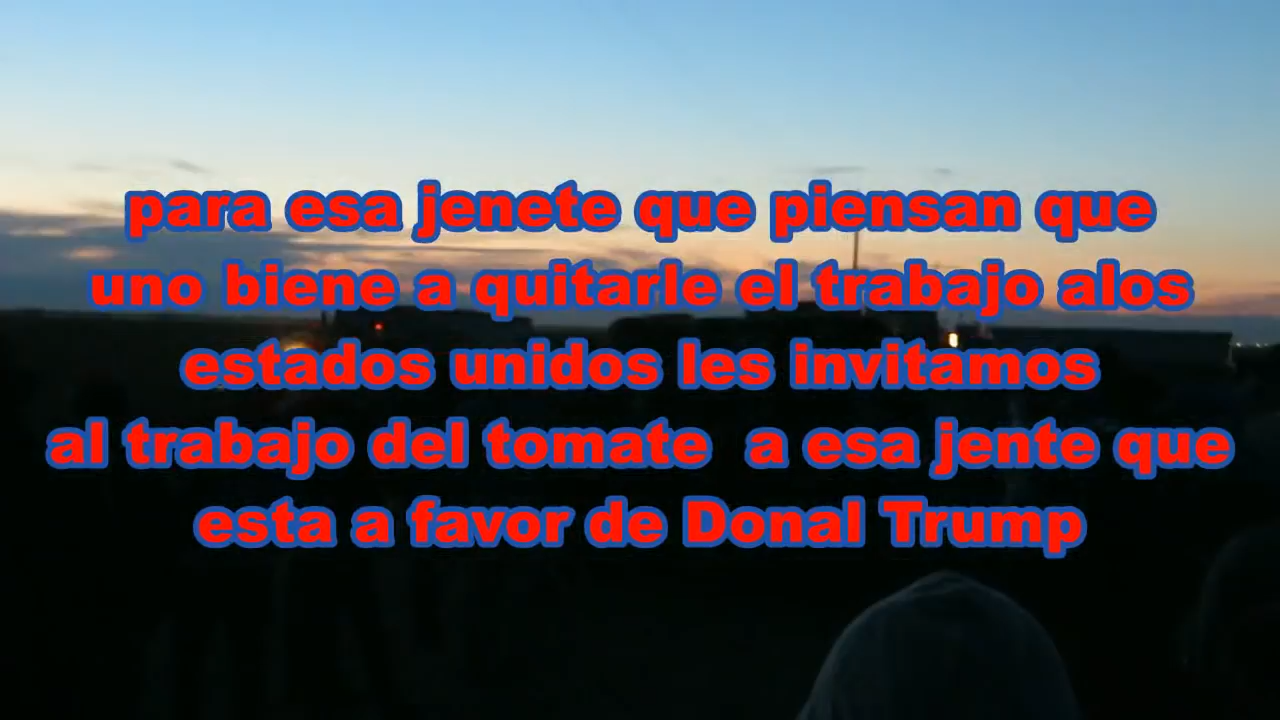 para esa jenete que piensan que
uno biene a quitarle el trabajo alos
estados unidos les invitamos
al trabajo del tomate a esa jente que
esta a favor de Donal Trump